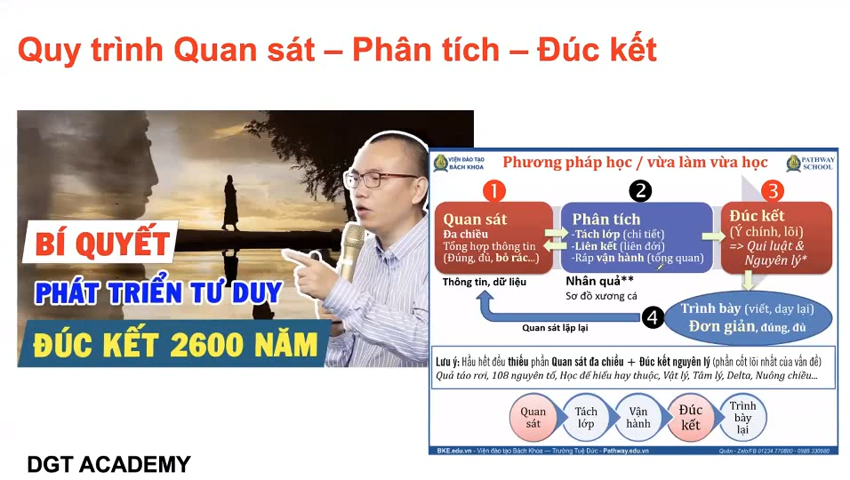 Quy trình Quan sát – Phân tích – Đúc kết
BÍ QUYẾT
PHÁT TRIỂN TƯ DUY
ĐÚC KẾT 2600 NĂM
VIỆN ĐÀO TẠO
BÁCH KHOA
Phương pháp học / vừa làm vừa học
PATHWAY
SCHOOL
1
Quan sát
Đa chiều
Tổng hợp thông tin
(Đúng, đủ, bỏ rác...)
Thông tin, dữ liệu
2
Phân tích
-Tách lớp (chi tiết)
-Liên kết (liên đới)
-Ráp vận hành (tổng quan)
Nhân quả**
Sơ đồ xương cá
3
Đúc kết
(Ý chính, lõi)
=> Qui luật &
Nguyên lý*
4
Trình bày (viết, dạy lại)
Đơn giản, đúng, đủ
Quan sát lặp lại
Lưu ý: Hầu hết đều thiếu phần Quan sát đa chiều + Đúc kết nguyên lý (phần cốt lõi nhất của vấn đề)
Quả táo rơi, 108 nguyên tố, Học để hiểu hay thuộc, Vật lý, Tâm lý, Delta, Nuông chiều...
Quan
sát
Tách
lớp
Vận
hành
Đúc
kết
Trình
bày
lại
BKE.edu.vn - Viện đào tạo Bách Khoa — Trường Tuệ Đức - Pathway.edu.vn
DGT ACADEMY